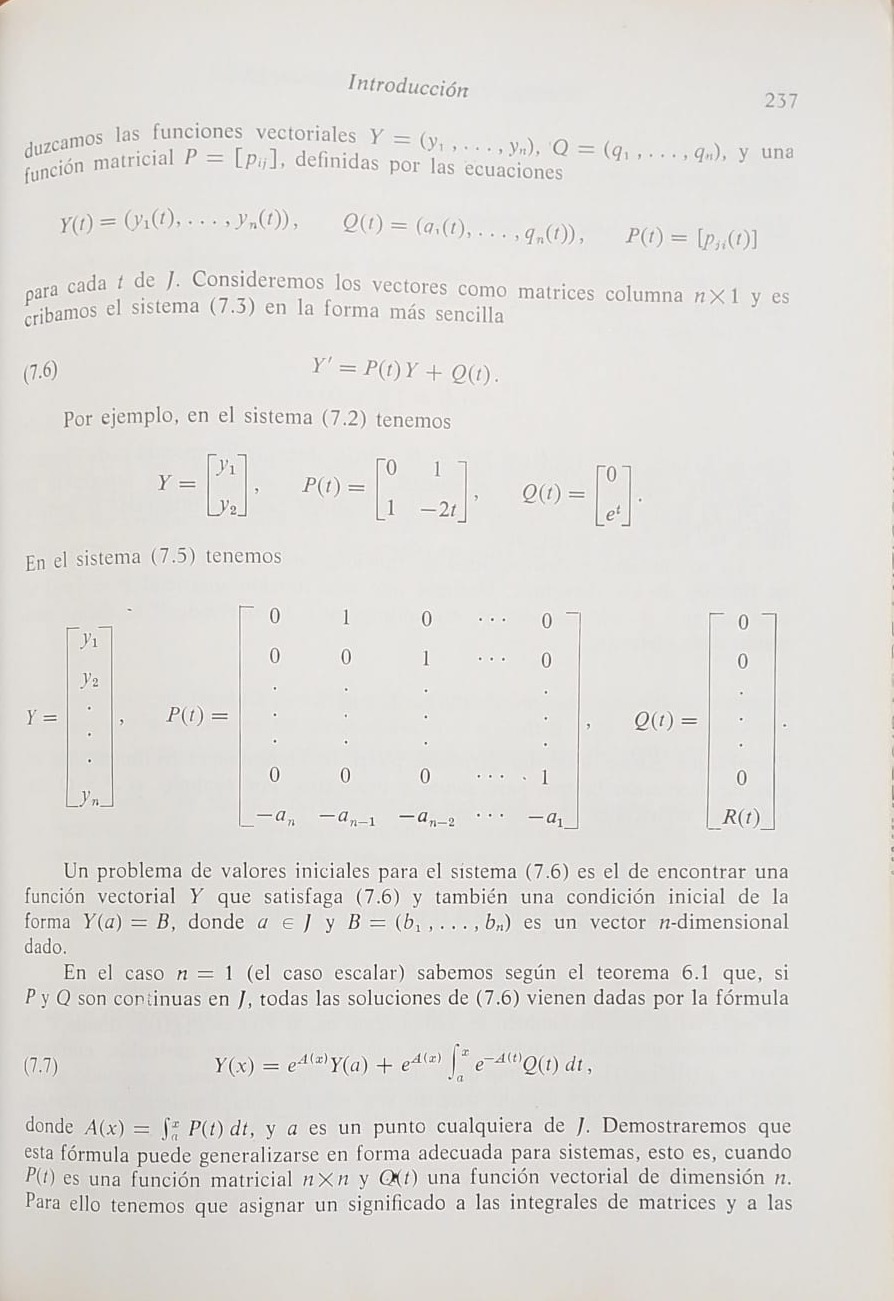 Introducción
237
duzcamos las funciones vectoriales Y = (y₁ , . . . , yₙ), Q = (q₁ , . . . , qₙ), y una
función matricial P = [pᵢⱼ], definidas por las ecuaciones
Y(t) = (y₁(t), . . . , yₙ(t)), Q(t) = (q₁(t), . . . , qₙ(t)), P(t) = [pⱼᵢ(t)]
para cada t de J. Consideremos los vectores como matrices columna n × 1 y es
cribamos el sistema (7.3) en la forma más sencilla
(7.6) Y′ = P(t) Y + Q(t).
Por ejemplo, en el sistema (7.2) tenemos
Y = [y₁ y₂], P(t) = [0 1 1 −2t], Q(t) = [0 eᵗ].
En el sistema (7.5) tenemos
0 1 0 · · · 0 0
y₁ 0 0 1 · · · 0 0
y₂ . . . . .
Y = . , P(t) = . . . . , Q(t) = . .
. . . . . .
. 0 0 0 · · · 1 0
yₙ −aₙ −aₙ₋₁ −aₙ₋₂ · · · −a₁ R(t)
Un problema de valores iniciales para el sistema (7.6) es el de encontrar una
función vectorial Y que satisfaga (7.6) y también una condición inicial de la
forma Y(a) = B, donde a ∈ J y B = (b₁ , . . . , bₙ) es un vector n-dimensional
dado.
En el caso n = 1 (el caso escalar) sabemos según el teorema 6.1 que, si
P y Q son continuas en J, todas las soluciones de (7.6) vienen dadas por la fórmula
(7.7) Y(x) = e^{A(x)}Y(a) + e^{A(x)} ∫ₐˣ e^{−A(t)}Q(t) dt ,
donde A(x) = ∫ₐˣ P(t) dt, y a es un punto cualquiera de J. Demostraremos que
esta fórmula puede generalizarse en forma adecuada para sistemas, esto es, cuando
P(t) es una función matricial n × n y Q(t) una función vectorial de dimensión n.
Para ello tenemos que asignar un significado a las integrales de matrices y a las